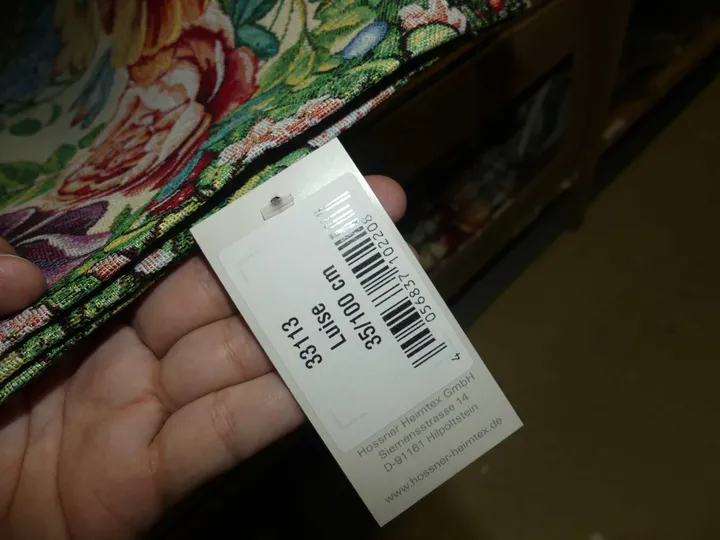 33113
Luise
35/100 cm
4 056837 102208
Hossner Heimtex GmbH
Siemensstrasse 14
D-91161 Hilpoltstein
www.hossner-heimtex.de